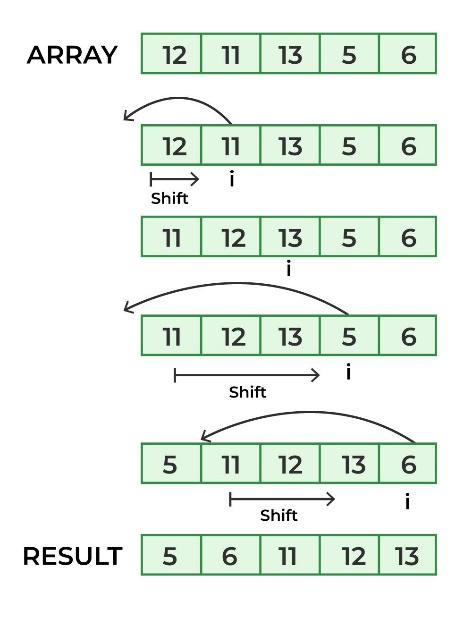 ARRAY 12 11 13 5 6
12 11 13 5 6
Shift i
11 12 13 5 6
i
11 12 13 5 6
Shift i
5 11 12 13 6
Shift i
RESULT 5 6 11 12 13